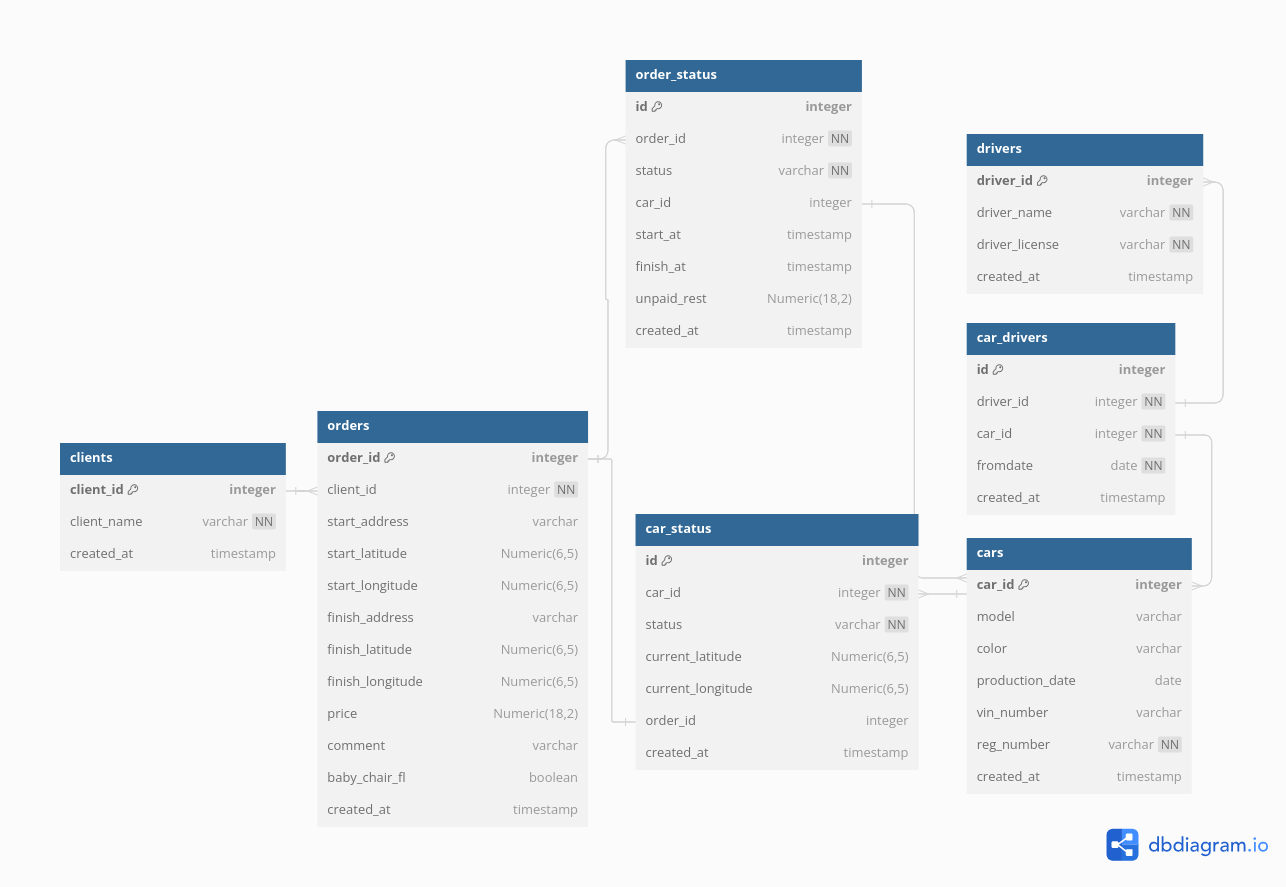 order_status
id integer
order_id integer NN
status varchar NN
car_id integer
start_at timestamp
finish_at timestamp
unpaid_rest Numeric(18,2)
created_at timestamp
drivers
driver_id integer
driver_name varchar NN
driver_license varchar NN
created_at timestamp
car_drivers
id integer
driver_id integer NN
car_id integer NN
fromdate date NN
created_at timestamp
clients
client_id integer
client_name varchar NN
created_at timestamp
orders
order_id integer
client_id integer NN
start_address varchar
start_latitude Numeric(6,5)
start_longitude Numeric(6,5)
finish_address varchar
finish_latitude Numeric(6,5)
finish_longitude Numeric(6,5)
price Numeric(18,2)
comment varchar
baby_chair_fl boolean
created_at timestamp
car_status
id integer
car_id integer NN
status varchar NN
current_latitude Numeric(6,5)
current_longitude Numeric(6,5)
order_id integer
created_at timestamp
cars
car_id integer
model varchar
color varchar
production_date date
vin_number varchar
reg_number varchar NN
created_at timestamp
dbdiagram.io